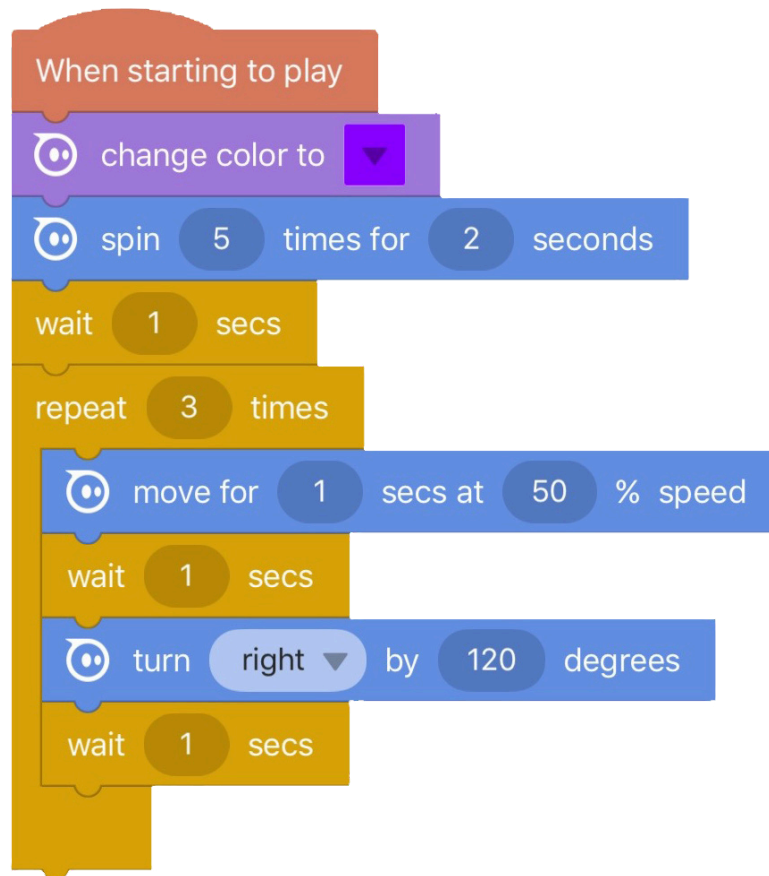 When starting to play
change color to
spin 5 times for 2 seconds
wait 1 secs
repeat 3 times
move for 1 secs at 50 % speed
wait 1 secs
turn right by 120 degrees
wait 1 secs